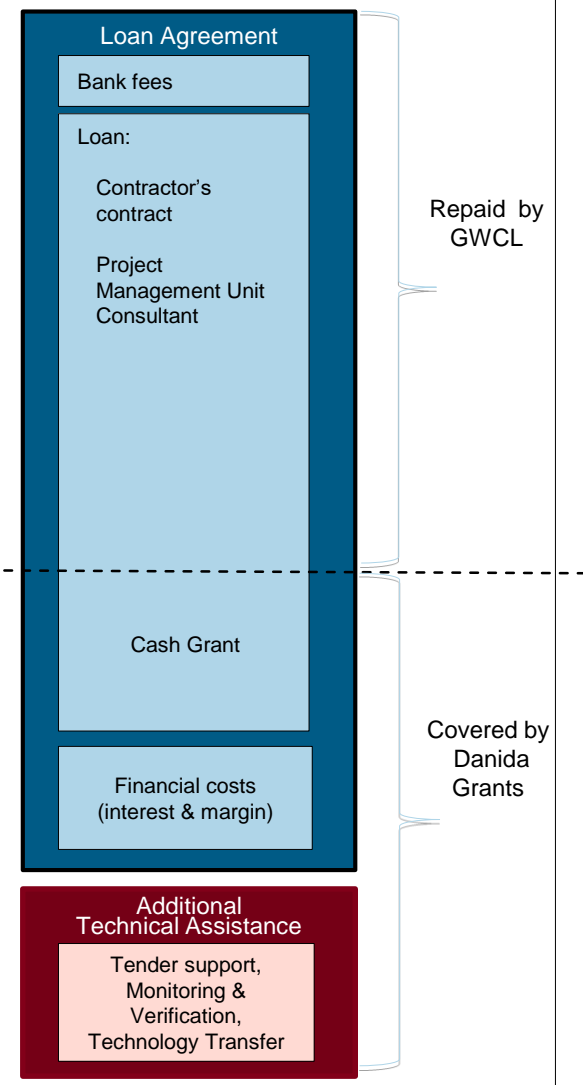 Loan Agreement
Bank fees
Loan:
Contractor’s
contract
Project
Management Unit
Consultant
Repaid by
GWCL
Cash Grant
Financial costs
(interest & margin)
Covered by
Danida
Grants
Additional
Technical Assistance
Tender support,
Monitoring &
Verification,
Technology Transfer